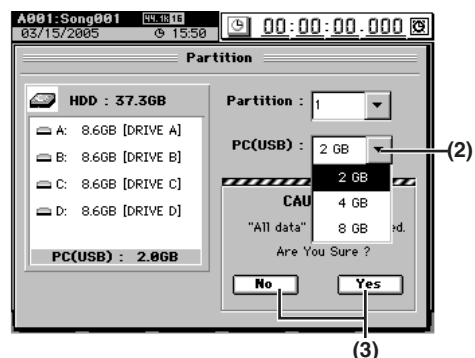 A001:Song001 44.1k 16
03/15/2005 15:50
00:00:00.000
Partition
HDD : 37.3GB
A: 8.6GB [DRIVE A]
B: 8.6GB [DRIVE B]
C: 8.6GB [DRIVE C]
D: 8.6GB [DRIVE D]
PC(USB) : 2.0GB
Partition : 1
PC(USB) : 2 GB
(2)
2 GB
4 GB
8 GB
CAU
"All data" ed.
Are You Sure ?
No Yes
(3)